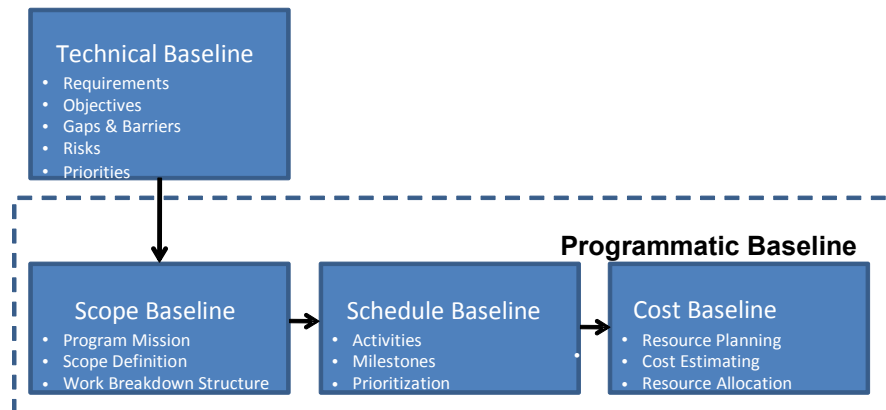 Technical Baseline
• Requirements
• Objectives
• Gaps & Barriers
• Risks
• Priorities
Programmatic Baseline
Scope Baseline
• Program Mission
• Scope Definition
• Work Breakdown Structure
Schedule Baseline
• Activities
• Milestones
• Prioritization
•
Cost Baseline
• Resource Planning
• Cost Estimating
• Resource Allocation